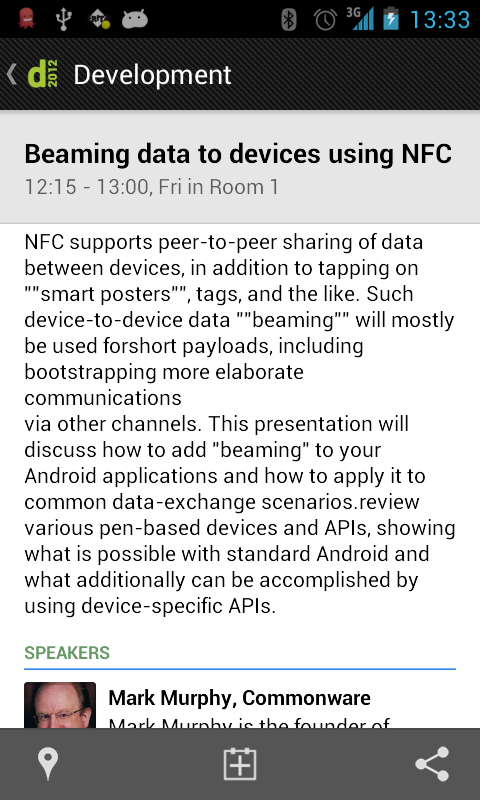 3G
13:33
d 2012
Development
Beaming data to devices using NFC
12:15 - 13:00, Fri in Room 1
NFC supports peer-to-peer sharing of data
between devices, in addition to tapping on
""smart posters"", tags, and the like. Such
device-to-device data ""beaming"" will mostly
be used forshort payloads, including
bootstrapping more elaborate
communications
via other channels. This presentation will
discuss how to add "beaming" to your
Android applications and how to apply it to
common data-exchange scenarios.review
various pen-based devices and APIs, showing
what is possible with standard Android and
what additionally can be accomplished by
using device-specific APIs.
SPEAKERS
Mark Murphy, Commonware
Mark Murphy is the founder of